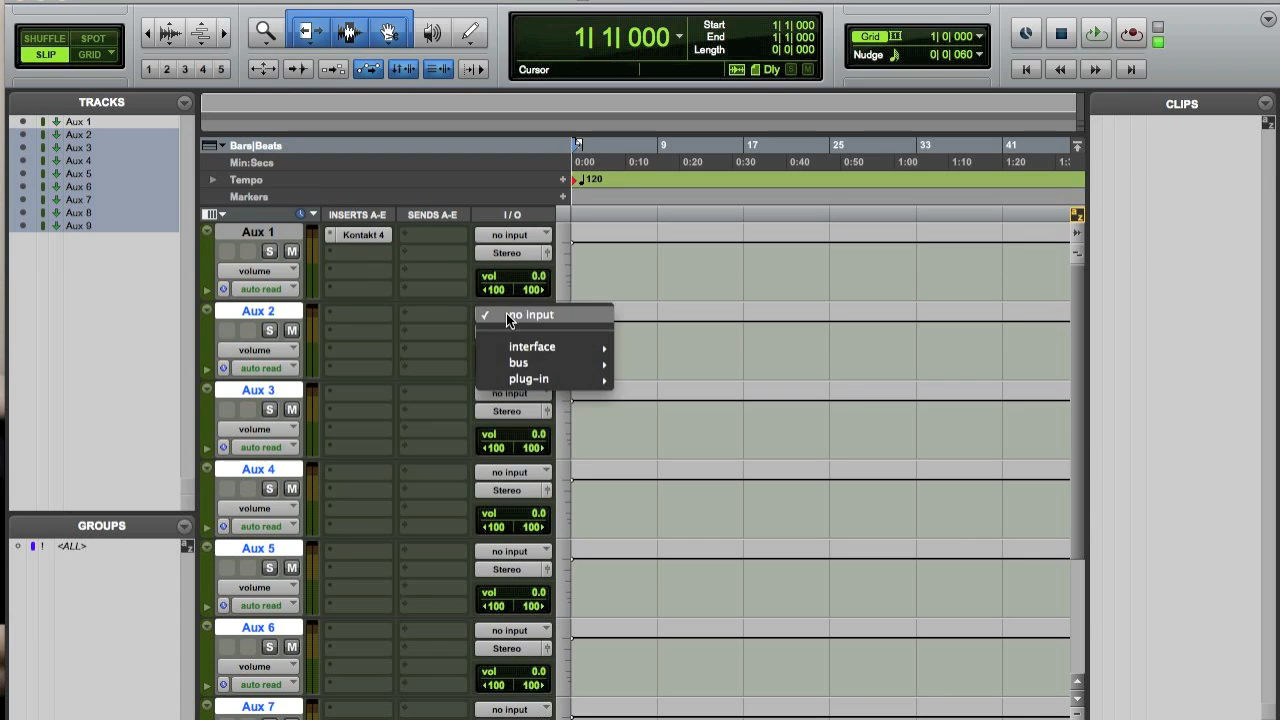 SHUFFLE SPOT
SLIP GRID
1 2 3 4 5
1| 1| 000
Start 1| 1| 000
End 1| 1| 000
Length 0| 0| 000
Cursor
Dly S M
Grid 1| 0| 000
Nudge 0| 0| 060
TRACKS
Aux 1
Aux 2
Aux 3
Aux 4
Aux 5
Aux 6
Aux 7
Aux 8
Aux 9
GROUPS
! <ALL>
a z
Bars|Beats
9 17 25 33 41
Min:Secs
0:00 0:10 0:20 0:30 0:40 0:50 1:00 1:10 1:20 1:
Tempo +
120
Markers +
INSERTS A-E SENDS A-E I / O
Aux 1
Kontakt 4
no input
S M
Stereo
volume
vol 0.0
auto read
100 100
Aux 2
S M
volume
auto read
✓ no input
interface
bus
plug-in
Aux 3
no input
S M
Stereo
volume
vol 0.0
auto read
100 100
Aux 4
no input
S M
Stereo
volume
vol 0.0
auto read
100 100
Aux 5
no input
S M
Stereo
volume
vol 0.0
auto read
100 100
Aux 6
no input
S M
Stereo
volume
vol 0.0
auto read
100 100
Aux 7
no input
a z
CLIPS
a z